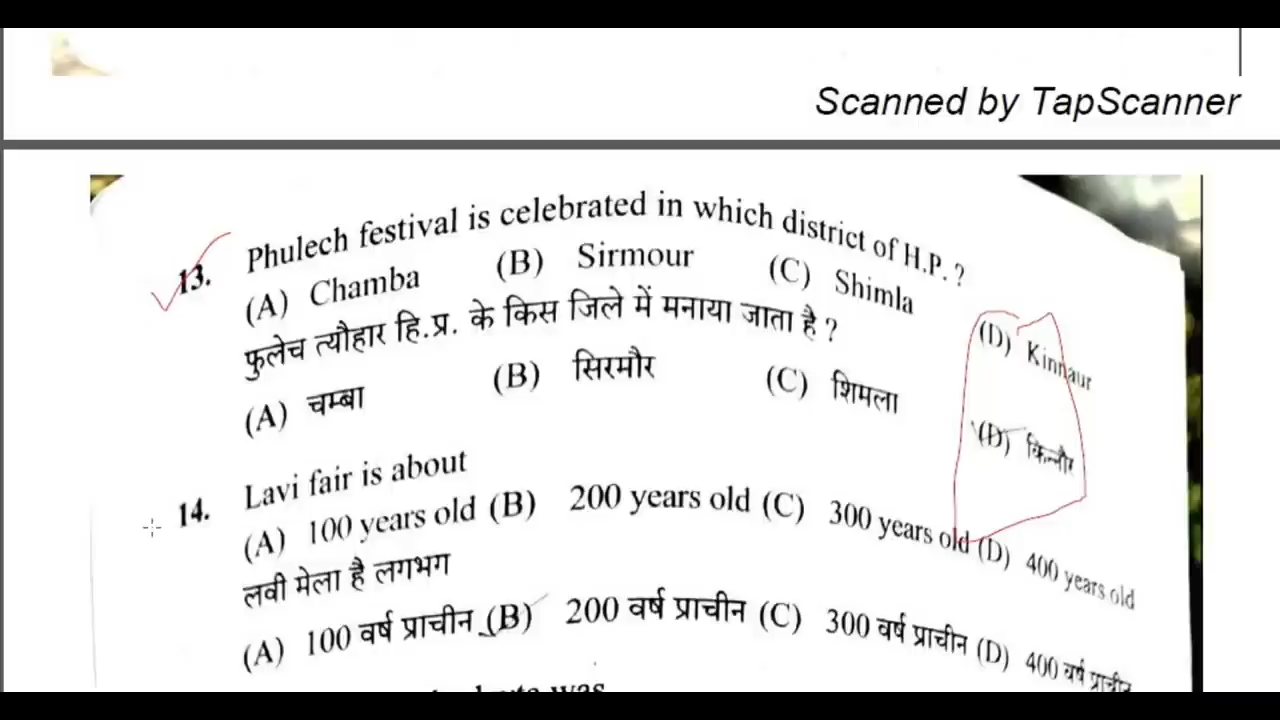 Scanned by TapScanner
13. Phulech festival is celebrated in which district of H.P. ?
(A) Chamba (B) Sirmour (C) Shimla (D) Kinnaur
फुलेच त्यौहार हि.प्र. के किस जिले में मनाया जाता है ?
(A) चम्बा (B) सिरमौर (C) शिमला (D) किन्नौर
14. Lavi fair is about
(A) 100 years old (B) 200 years old (C) 300 years old (D) 400 years old
लवी मेला है लगभग
(A) 100 वर्ष प्राचीन (B) 200 वर्ष प्राचीन (C) 300 वर्ष प्राचीन (D) 400 वर्ष प्राचीन
was